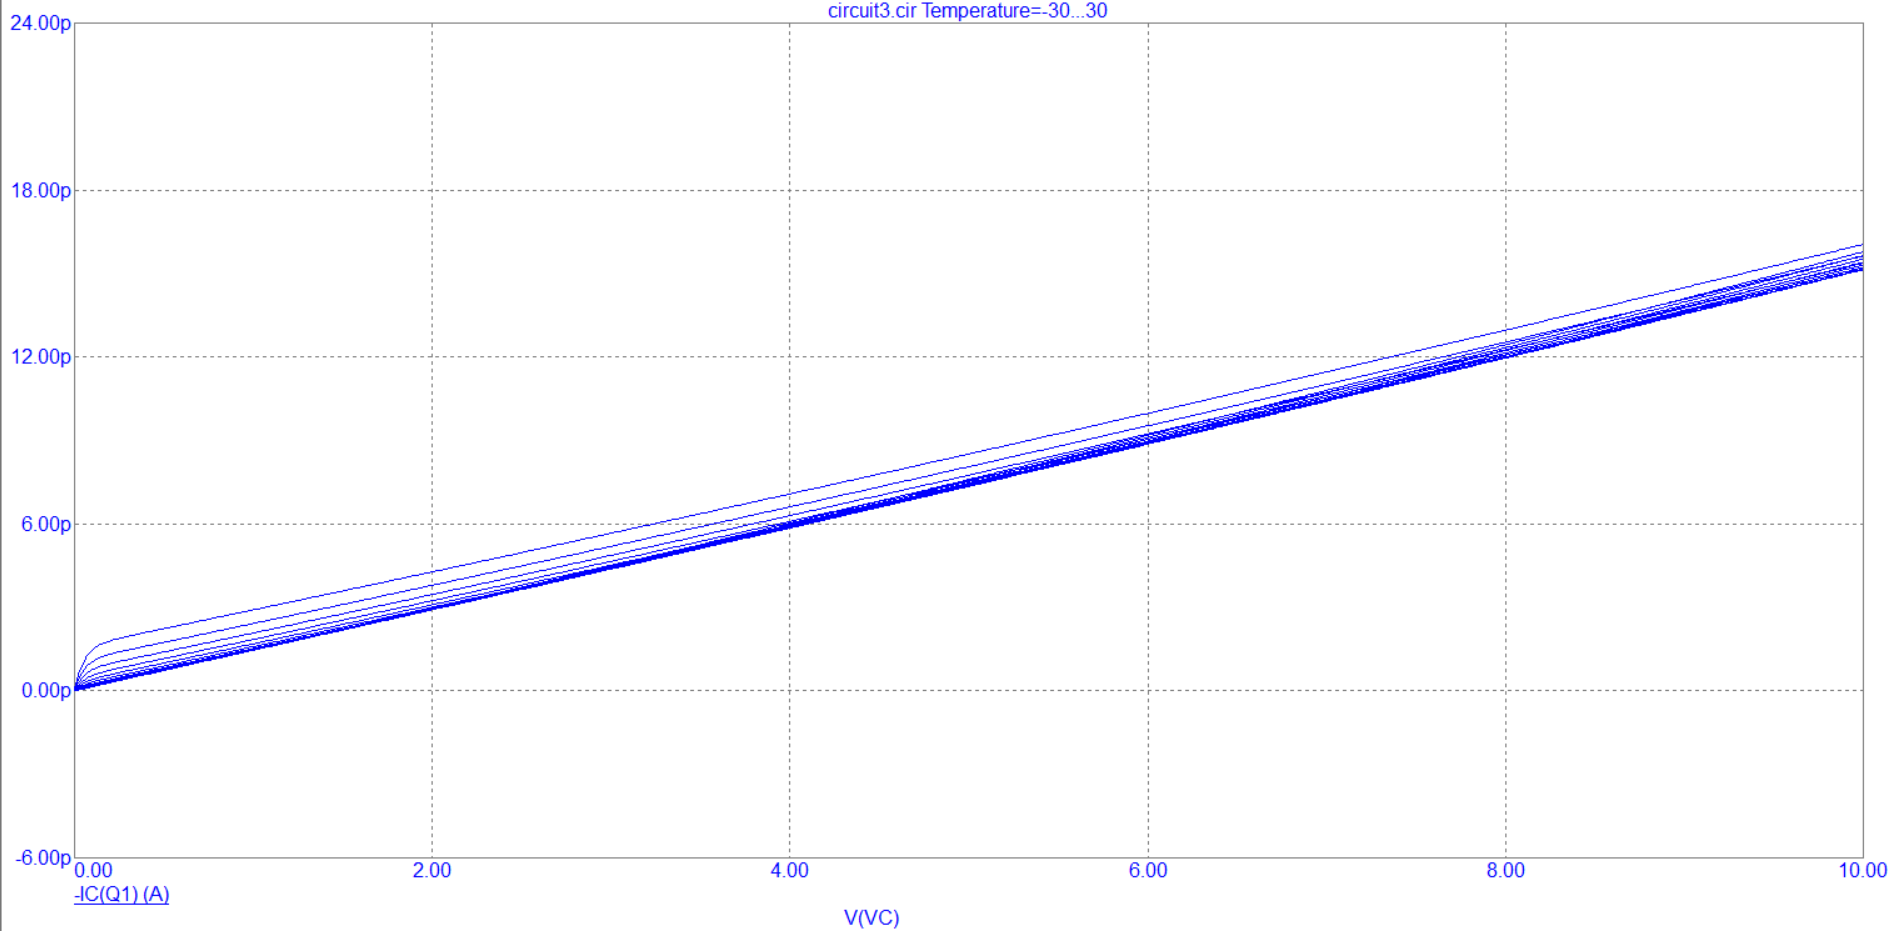 circuit3.cir Temperature=-30...30
24.00p
18.00p
12.00p
6.00p
0.00p
-6.00p
0.00 2.00 4.00 6.00 8.00 10.00
-IC(Q1) (A)
V(VC)